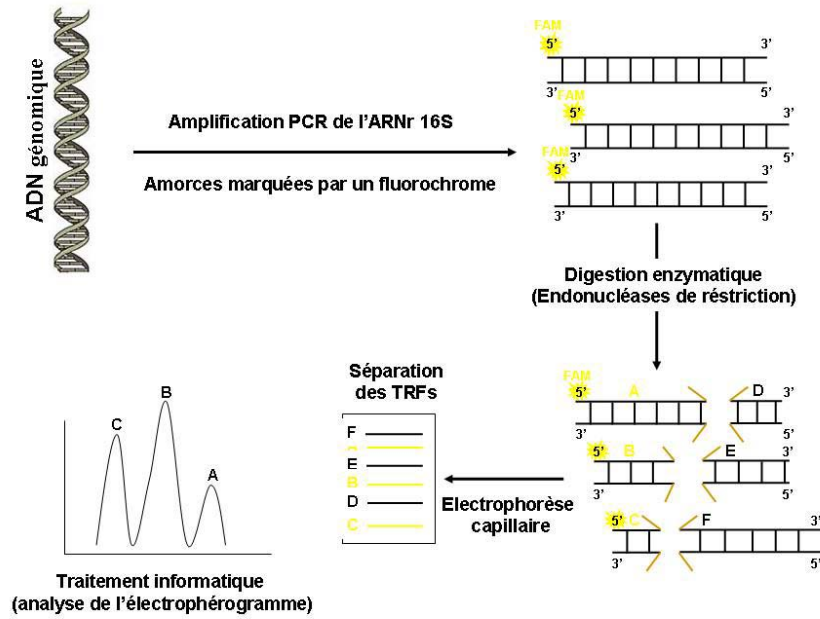 ADN génomique
Amplification PCR de l'ARNr 16S
Amorces marquées par un fluorochrome
FAM
5' 3'
3' 5'
FAM
5' 3'
3' 5'
FAM
5' 3'
3' 5'
Digestion enzymatique
(Endonucléases de réstriction)
FAM
5' A D 3'
3' 5'
5' B E 3'
3' 5'
5' C F 3'
3' 5'
Electrophorèse
capillaire
Séparation
des TRFs
F
E
B
D
C
B
C
A
Traitement informatique
(analyse de l'électrophérogramme)